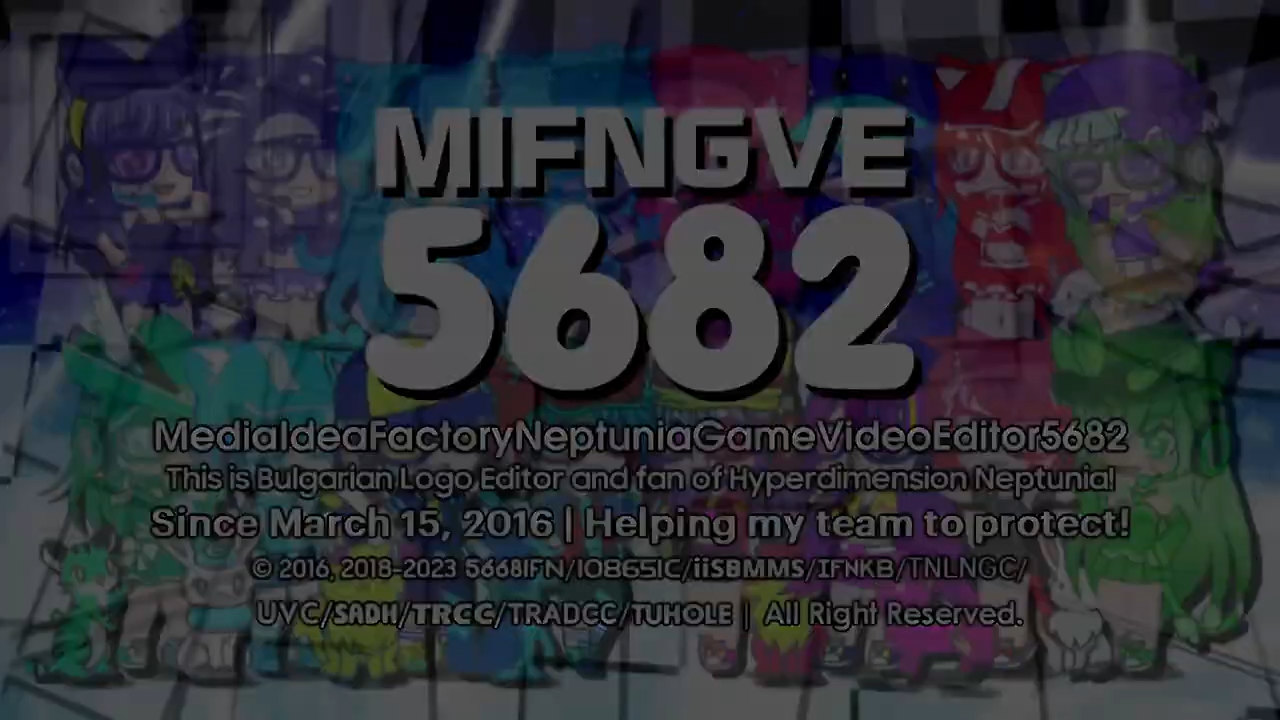 MIFNGVE
5682
MediaIdeaFactoryNeptuniaGameVideoEditor5682
This is Bulgarian Logo Editor and fan of Hyperdimension Neptunia!
Since March 15, 2016 | Helping my team to protect!
© 2016, 2018-2023 5668IFN/IO8651C/iiSBMMS/IFNKB/TNLNGC/
UVC/SADH/TRCC/TRADCC/TUHOLE | All Right Reserved.